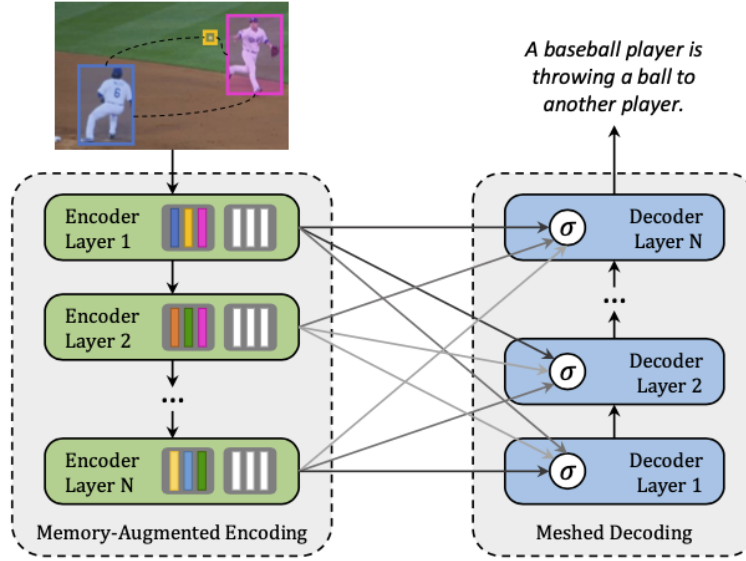 6
A baseball player is
throwing a ball to
another player.
Encoder
Layer 1
Encoder
Layer 2
...
Encoder
Layer N
Memory-Augmented Encoding
σ
Decoder
Layer N
...
σ
Decoder
Layer 2
σ
Decoder
Layer 1
Meshed Decoding